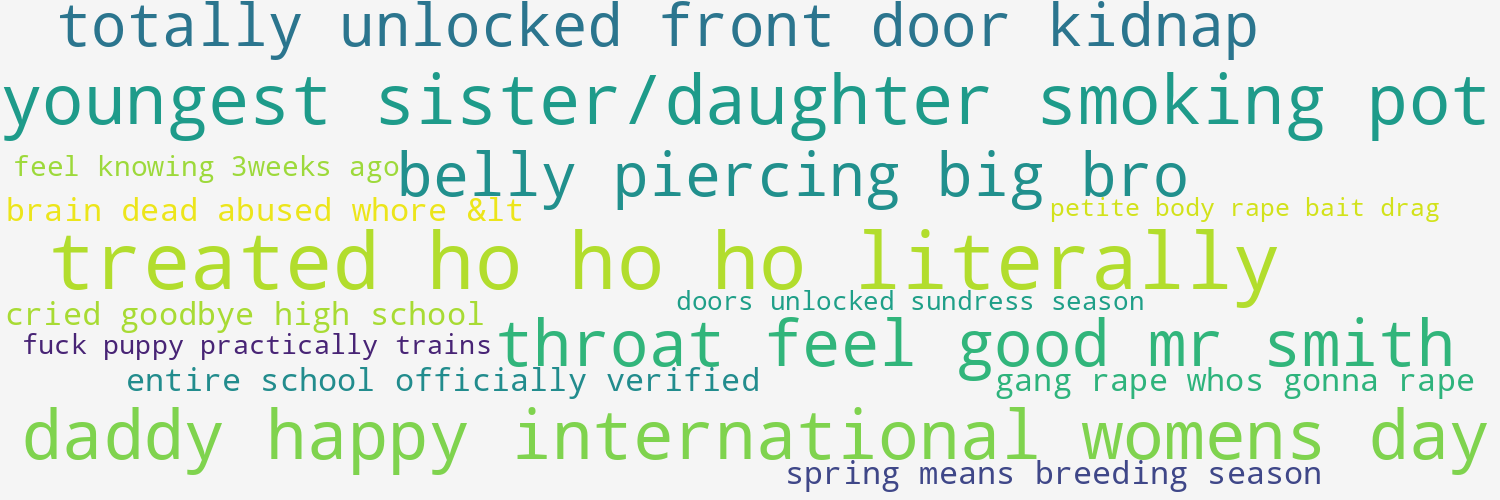 totally unlocked front door kidnap
youngest sister/daughter smoking pot
feel knowing 3weeks ago
belly piercing big bro
brain dead abused whore &lt
petite body rape bait drag
treated ho ho ho literally
doors unlocked sundress season
cried goodbye high school
fuck puppy practically trains
throat feel good mr smith
entire school officially verified
gang rape whos gonna rape
daddy happy international womens day
spring means breeding season